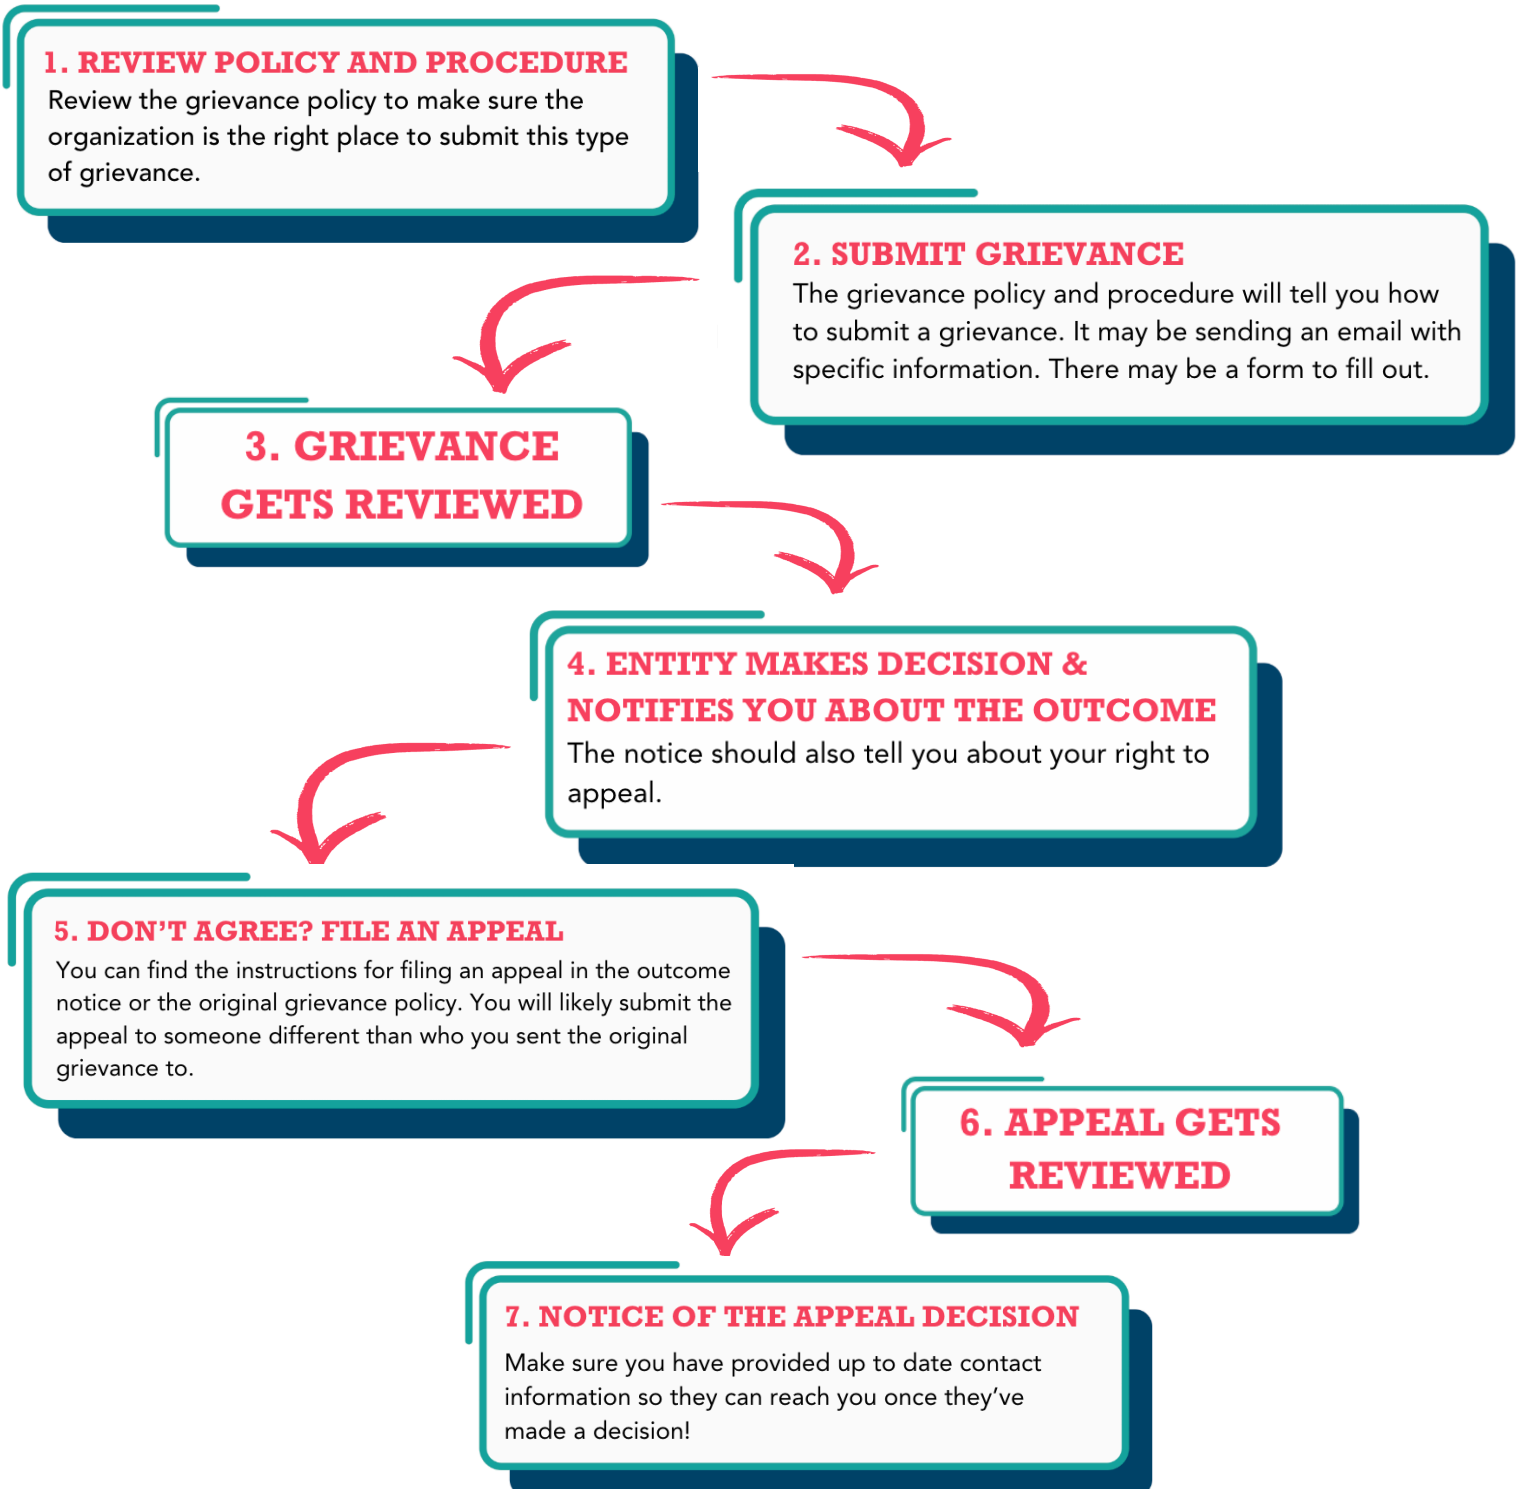 1. REVIEW POLICY AND PROCEDURE
Review the grievance policy to make sure the
organization is the right place to submit this type
of grievance.
2. SUBMIT GRIEVANCE
The grievance policy and procedure will tell you how
to submit a grievance. It may be sending an email with
specific information. There may be a form to fill out.
3. GRIEVANCE
GETS REVIEWED
4. ENTITY MAKES DECISION &
NOTIFIES YOU ABOUT THE OUTCOME
The notice should also tell you about your right to
appeal.
5. DON’T AGREE? FILE AN APPEAL
You can find the instructions for filing an appeal in the outcome
notice or the original grievance policy. You will likely submit the
appeal to someone different than who you sent the original
grievance to.
6. APPEAL GETS
REVIEWED
7. NOTICE OF THE APPEAL DECISION
Make sure you have provided up to date contact
information so they can reach you once they’ve
made a decision!